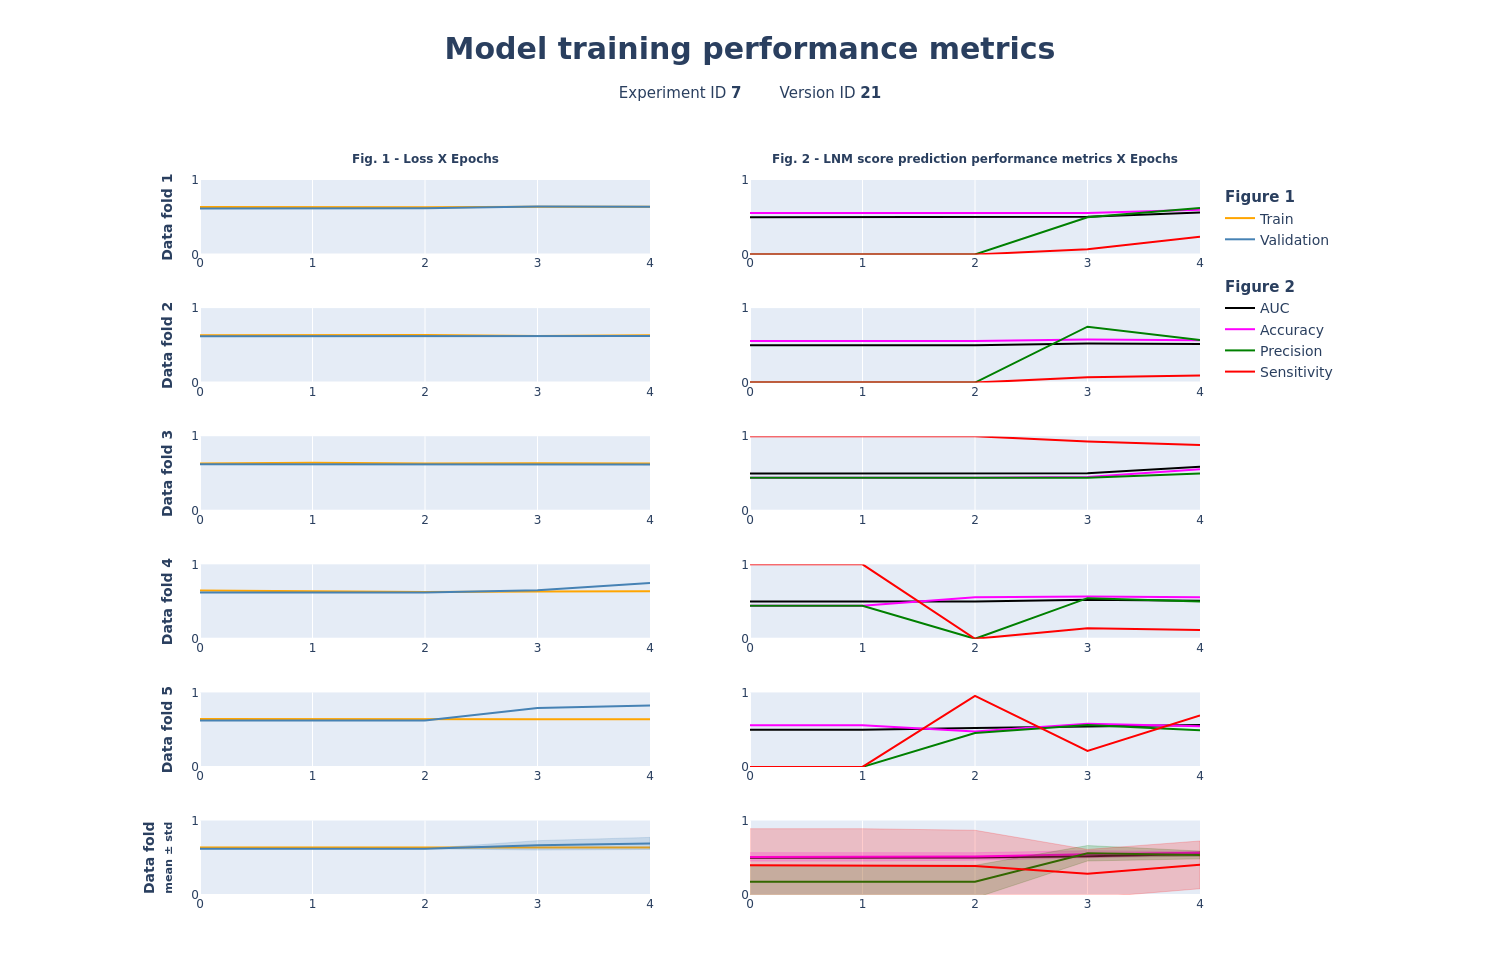 Model training performance metrics
Experiment ID 7 Version ID 21
Fig. 1 - Loss X Epochs
Fig. 2 - LNM score prediction performance metrics X Epochs
Data fold 1
1
0
0 1 2 3 4
1
0
0 1 2 3 4
Data fold 2
1
0
0 1 2 3 4
1
0
0 1 2 3 4
Data fold 3
1
0
0 1 2 3 4
1
0
0 1 2 3 4
Data fold 4
1
0
0 1 2 3 4
1
0
0 1 2 3 4
Data fold 5
1
0
0 1 2 3 4
1
0
0 1 2 3 4
Data fold
mean ± std
1
0
0 1 2 3 4
1
0
0 1 2 3 4
Figure 1
Train
Validation
Figure 2
AUC
Accuracy
Precision
Sensitivity